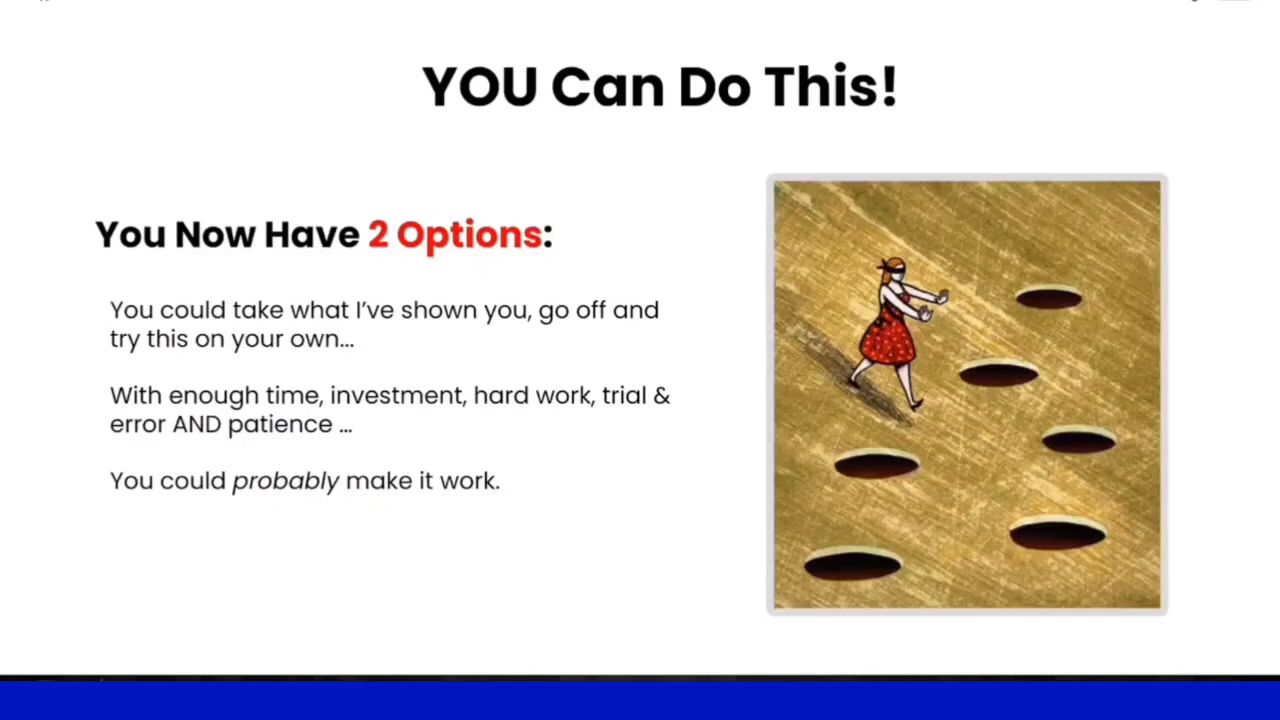 YOU Can Do This!
You Now Have 2 Options:
You could take what I’ve shown you, go off and
try this on your own...
With enough time, investment, hard work, trial &
error AND patience ...
You could probably make it work.